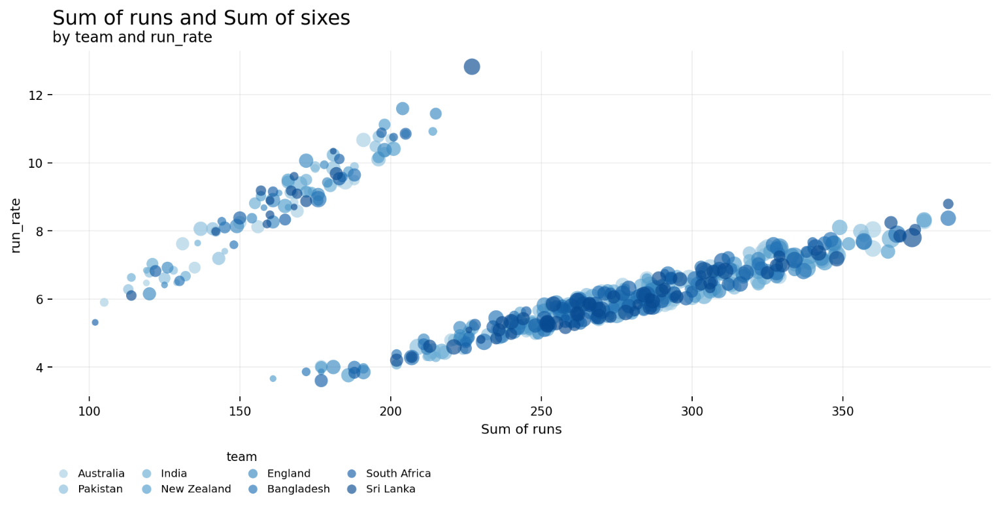 Sum of runs and Sum of sixes
by team and run_rate
12
10
8
6
4
run_rate
100 150 200 250 300 350
Sum of runs
team
Australia India England South Africa
Pakistan New Zealand Bangladesh Sri Lanka